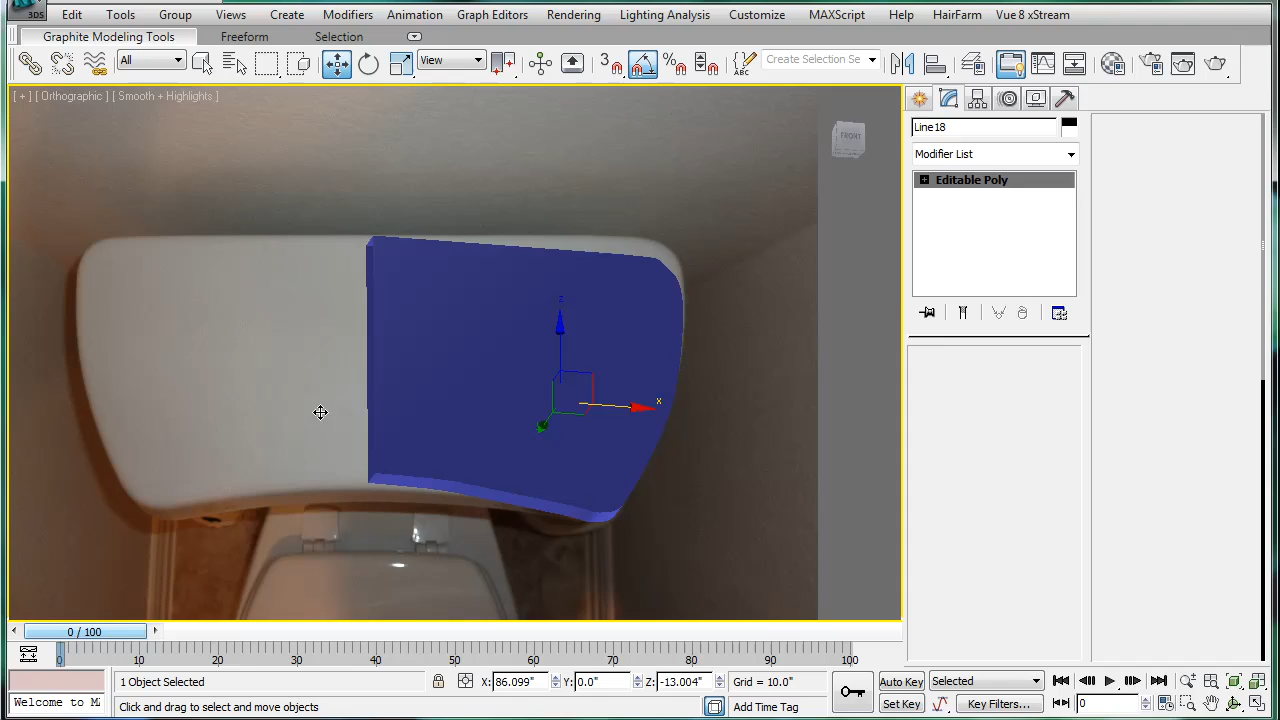 3DS
Edit Tools Group Views Create Modifiers Animation Graph Editors Rendering Lighting Analysis Customize MAXScript Help HairFarm Vue 8 xStream
Graphite Modeling Tools Freeform Selection
All View 3 % ABC Create Selection Se
[ + ] [ Orthographic ] [ Smooth + Highlights ]
FRONT
Line18
Modifier List
Editable Poly
z
x
0 / 100
0 10 20 30 40 50 60 70 80 90 100
1 Object Selected X: 86.099" Y: 0.0" Z: -13.004" Grid = 10.0" Auto Key Selected
Welcome to M Click and drag to select and move objects Add Time Tag Set Key Key Filters... 0